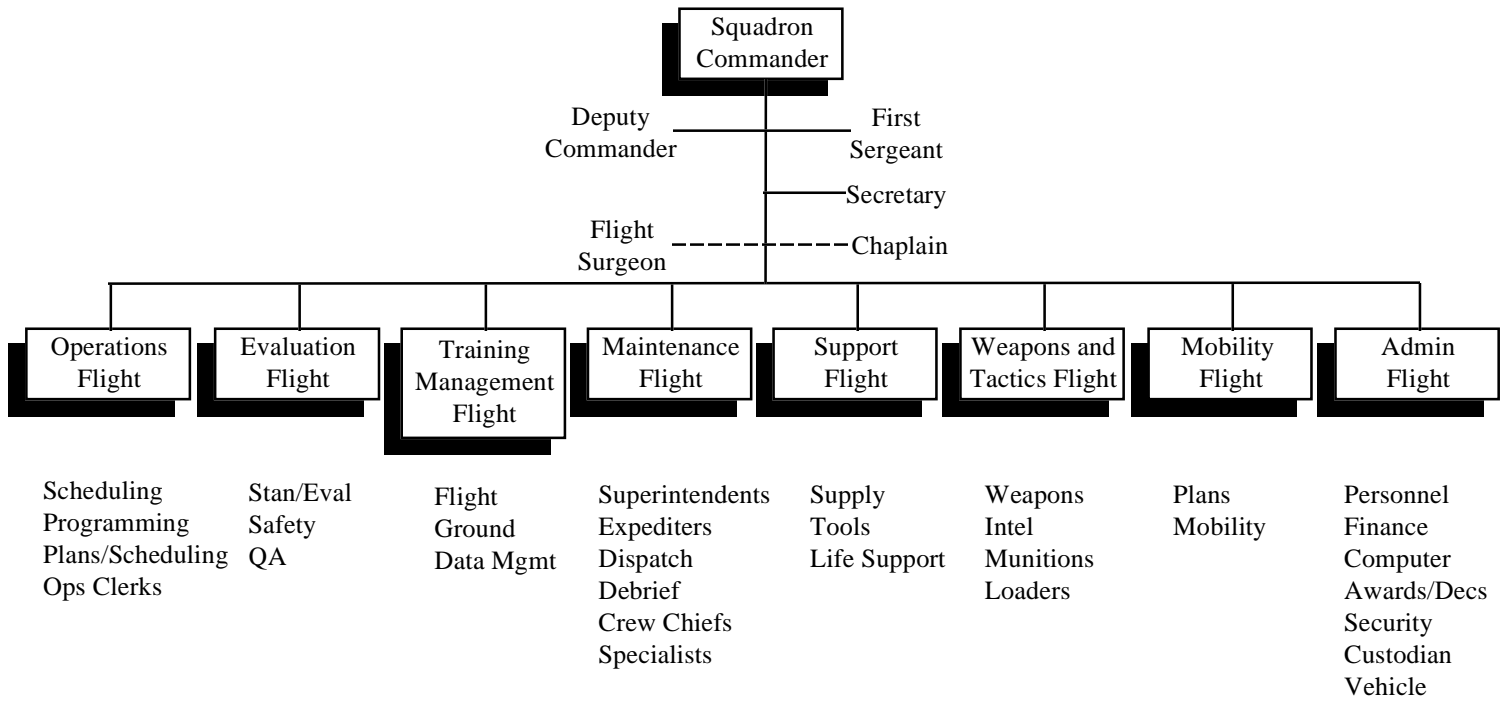 Squadron
Commander
Deputy
Commander
First
Sergeant
Secretary
Flight
Surgeon
Chaplain
Operations
Flight
Evaluation
Flight
Training
Management
Flight
Maintenance
Flight
Support
Flight
Weapons and
Tactics Flight
Mobility
Flight
Admin
Flight
Scheduling
Programming
Plans/Scheduling
Ops Clerks
Stan/Eval
Safety
QA
Flight
Ground
Data Mgmt
Superintendents
Expediters
Dispatch
Debrief
Crew Chiefs
Specialists
Supply
Tools
Life Support
Weapons
Intel
Munitions
Loaders
Plans
Mobility
Personnel
Finance
Computer
Awards/Decs
Security
Custodian
Vehicle